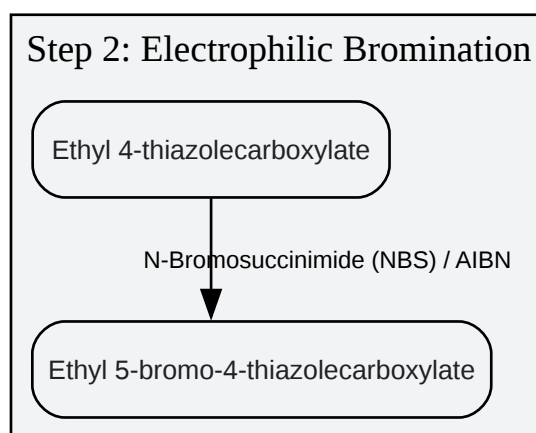 Step 2: Electrophilic Bromination
Ethyl 4-thiazolecarboxylate
N-Bromosuccinimide (NBS) / AIBN
Ethyl 5-bromo-4-thiazolecarboxylate